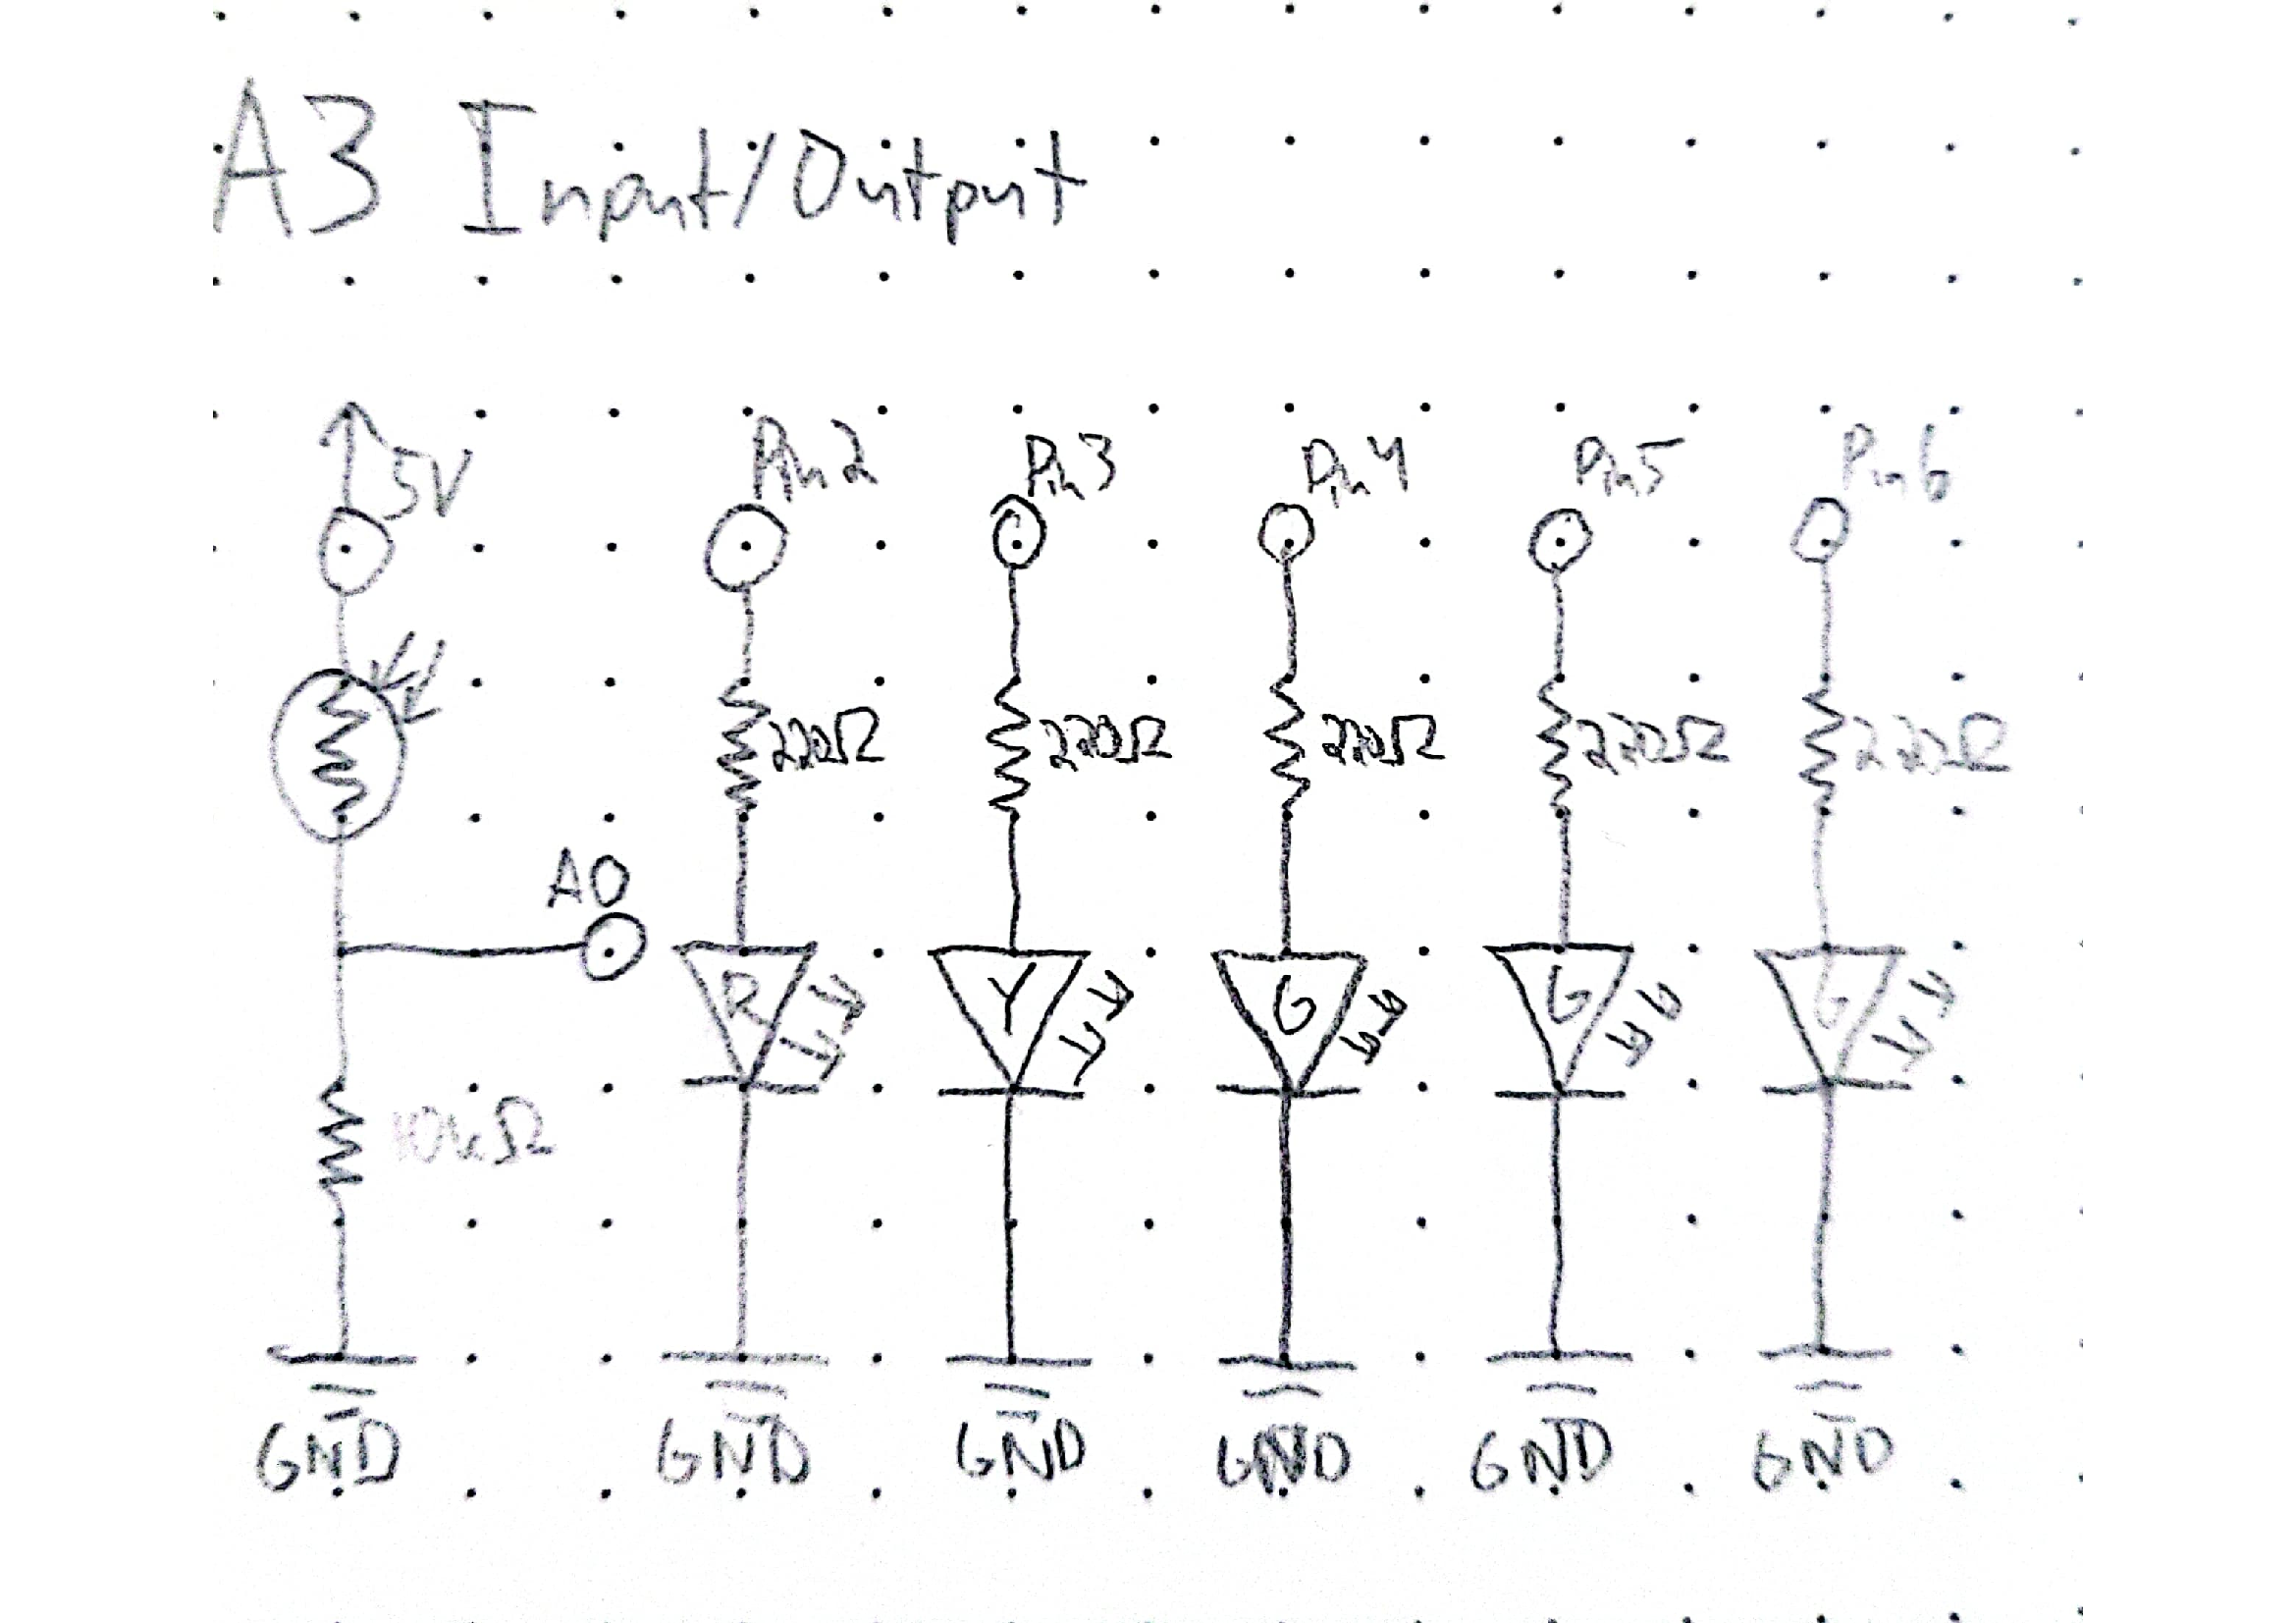 A3 Input/Output
5V
Pin2
Pin3
Pin4
Pin5
Pin6
220Ω
220Ω
220Ω
220Ω
220Ω
A0
R
Y
G
G
G
10kΩ
GND
GND
GND
GND
GND
GND